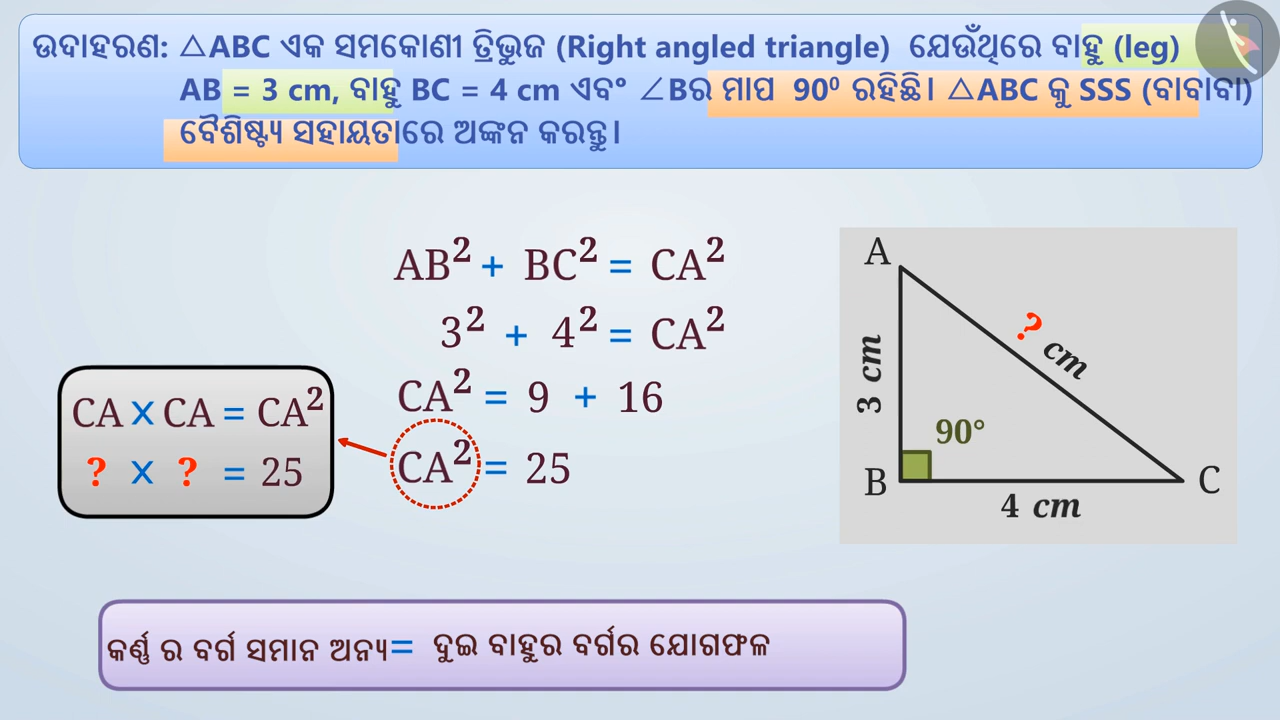 ଉଦାହରଣ: △ABC ଏକ ସମକୋଣୀ ତ୍ରିଭୁଜ (Right angled triangle) ଯେଉଁଥିରେ ବାହୁ (leg)
AB = 3 cm, ବାହୁ BC = 4 cm ଏବଂ ∠Bର ମାପ 90⁰ ରହିଛି। △ABC କୁ SSS (ବାବାବା)
ବୈଶିଷ୍ଟ୍ୟ ସହାୟତାରେ ଅଙ୍କନ କରନ୍ତୁ।
AB² + BC² = CA²
3² + 4² = CA²
CA² = 9 + 16
CA² = 25
CA x CA = CA²
? x ? = 25
A
3 cm
? cm
90°
B
C
4 cm
କର୍ଣ୍ଣ ର ବର୍ଗ ସମାନ ଅନ୍ୟ= ଦୁଇ ବାହୁର ବର୍ଗର ଯୋଗଫଳ